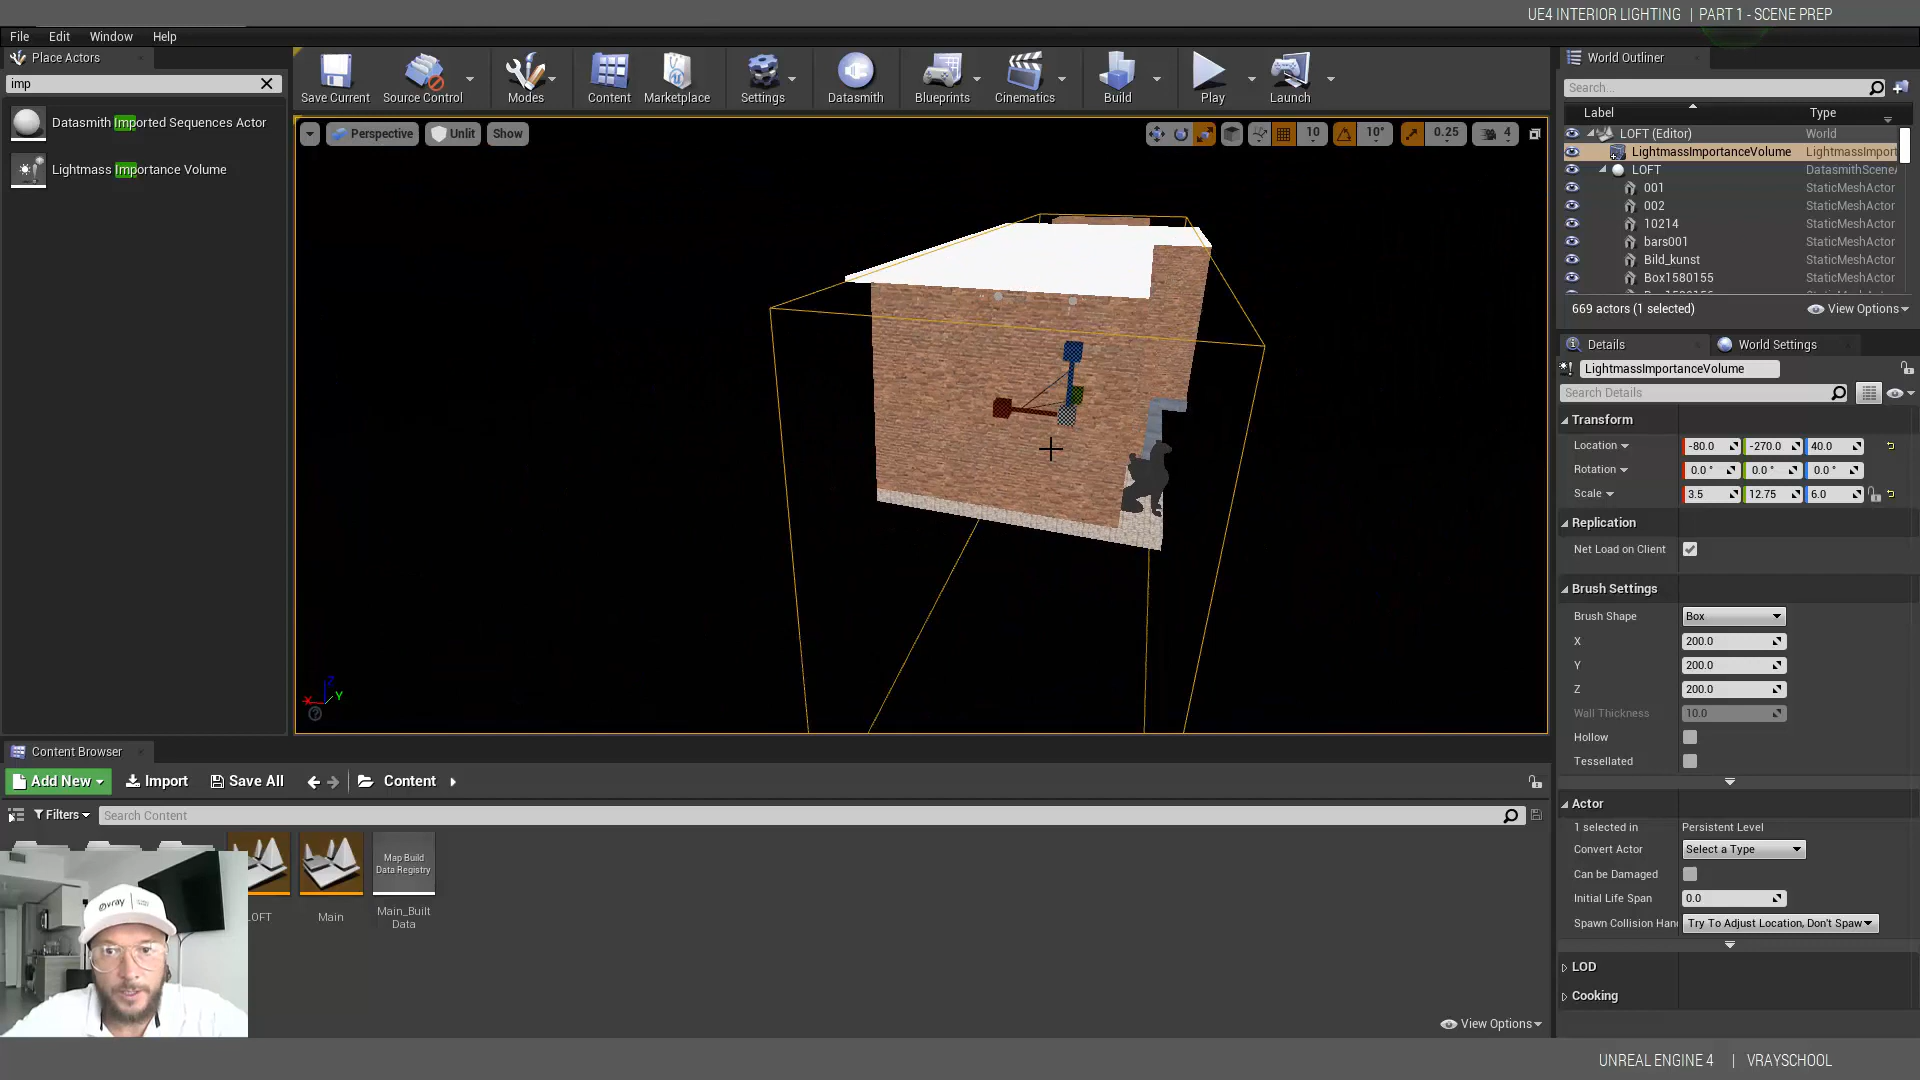 UE4 INTERIOR LIGHTING | PART 1 - SCENE PREP
File Edit Window Help
Place Actors
imp
Datasmith Imported Sequences Actor
Lightmass Importance Volume
Save Current Source Control Modes Content Marketplace Settings Datasmith Blueprints Cinematics Build Play Launch
Perspective Unlit Show
10 10° 0.25 4
X Y Z
World Outliner
Search...
Label Type
LOFT (Editor) World
LightmassImportanceVolume LightmassImport
LOFT DatasmithScene
001 StaticMeshActor
002 StaticMeshActor
10214 StaticMeshActor
bars001 StaticMeshActor
Bild_kunst StaticMeshActor
Box1580155 StaticMeshActor
669 actors (1 selected) View Options
Details World Settings
LightmassImportanceVolume
Search Details
Transform
Location -80.0 -270.0 40.0
Rotation 0.0 ° 0.0 ° 0.0 °
Scale 3.5 12.75 6.0
Replication
Net Load on Client
Brush Settings
Brush Shape Box
X 200.0
Y 200.0
Z 200.0
Wall Thickness 10.0
Hollow
Tessellated
Actor
1 selected in Persistent Level
Convert Actor Select a Type
Can be Damaged
Initial Life Span 0.0
Spawn Collision Han Try To Adjust Location, Don't Spaw
LOD
Cooking
Content Browser
Add New Import Save All Content
Filters Search Content
Map Build
Data Registry
LOFT Main Main_Built
Data
vray
View Options
UNREAL ENGINE 4 | VRAYSCHOOL